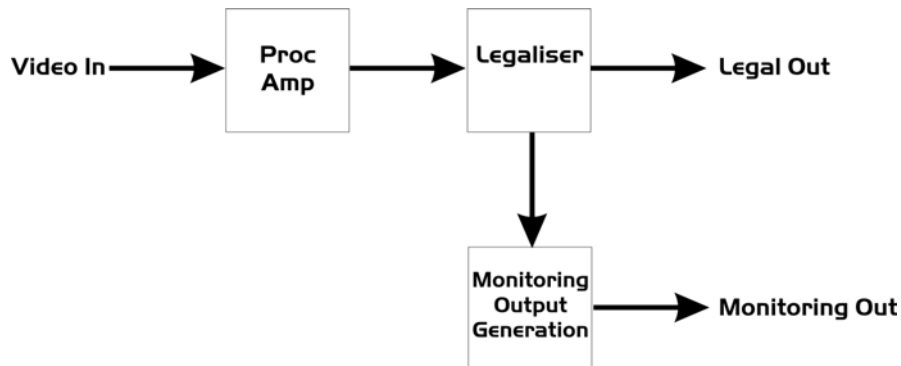 Video In
Proc
Amp
Legaliser
Legal Out
Monitoring
Output
Generation
Monitoring Out